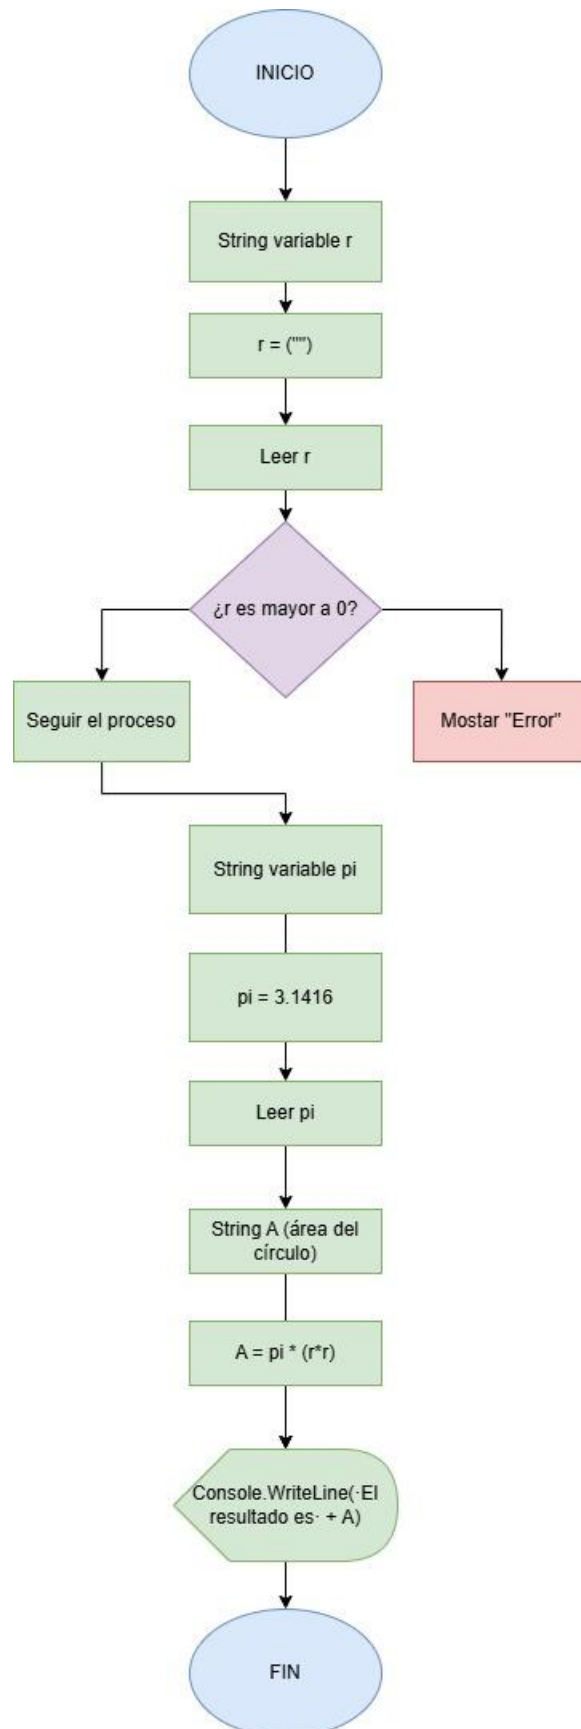 INICIO
String variable r
r = ("")
Leer r
¿r es mayor a 0?
Seguir el proceso
Mostar "Error"
String variable pi
pi = 3.1416
Leer pi
String A (área del
círculo)
A = pi * (r*r)
Console.WriteLine(·El
resultado es· + A)
FIN